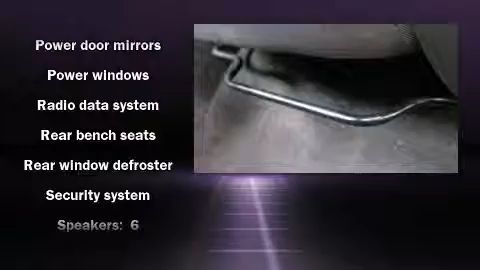 Power door mirrors
Power windows
Radio data system
Rear bench seats
Rear window defroster
Security system
Speakers: 6